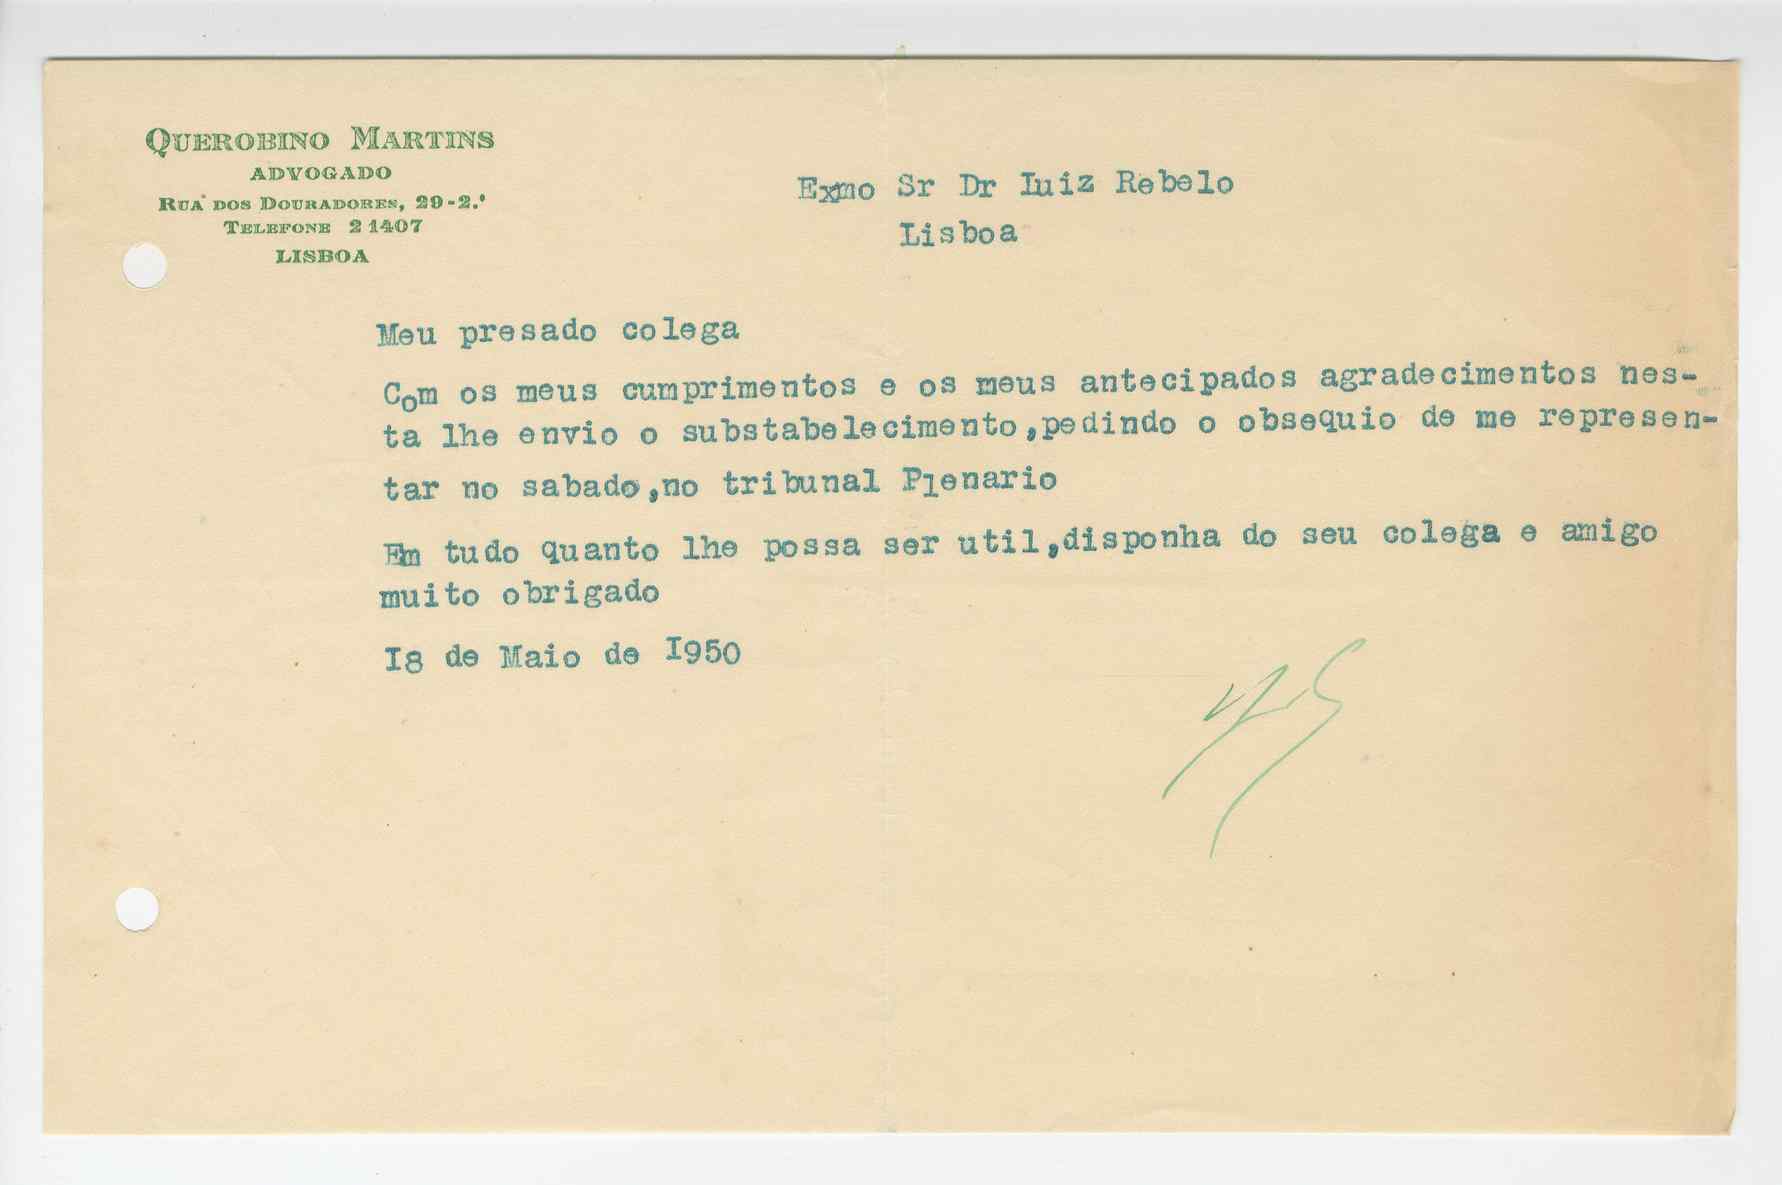 QUEROBINO MARTINS
ADVOGADO
RUA DOS DOURADORES, 29-2.º
TELEFONE 2 1407
LISBOA
Exmo Sr Dr Luiz Rebelo
Lisboa
Meu presado colega
Com os meus cumprimentos e os meus antecipados agradecimentos nes-
ta lhe envio o substabelecimento,pedindo o obsequio de me represen-
tar no sabado,no tribunal Plenario
Em tudo quanto lhe possa ser util,disponha do seu colega e amigo
muito obrigado
I8 de Maio de I950